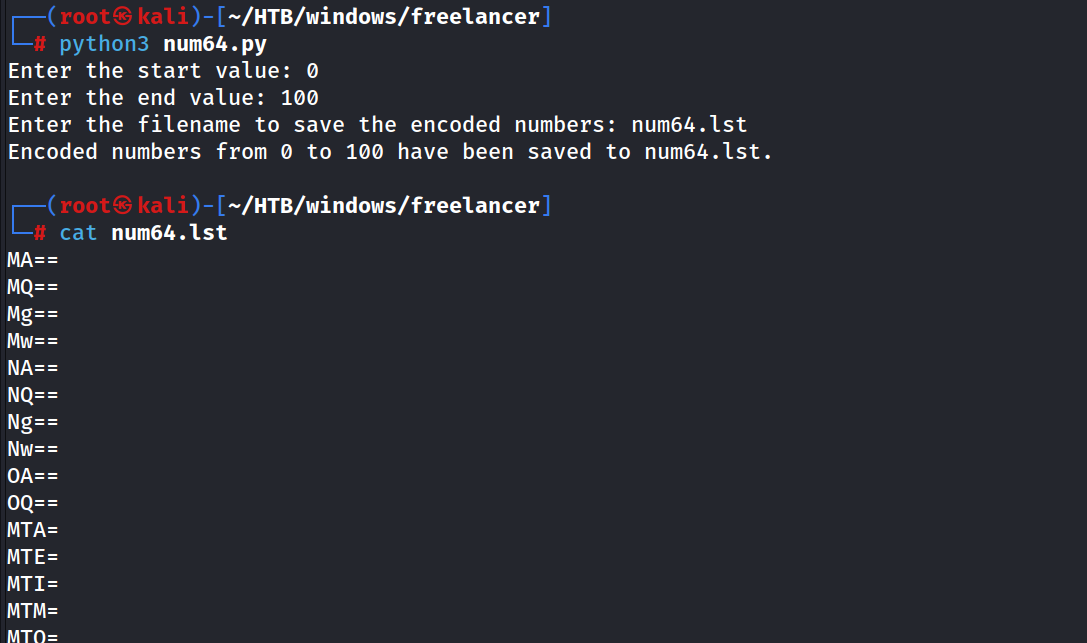 ┌──(root㉿kali)-[~/HTB/windows/freelancer]
└─# python3 num64.py
Enter the start value: 0
Enter the end value: 100
Enter the filename to save the encoded numbers: num64.lst
Encoded numbers from 0 to 100 have been saved to num64.lst.
┌──(root㉿kali)-[~/HTB/windows/freelancer]
└─# cat num64.lst
MA==
MQ==
Mg==
Mw==
NA==
NQ==
Ng==
Nw==
OA==
OQ==
MTA=
MTE=
MTI=
MTM=
MTQ=